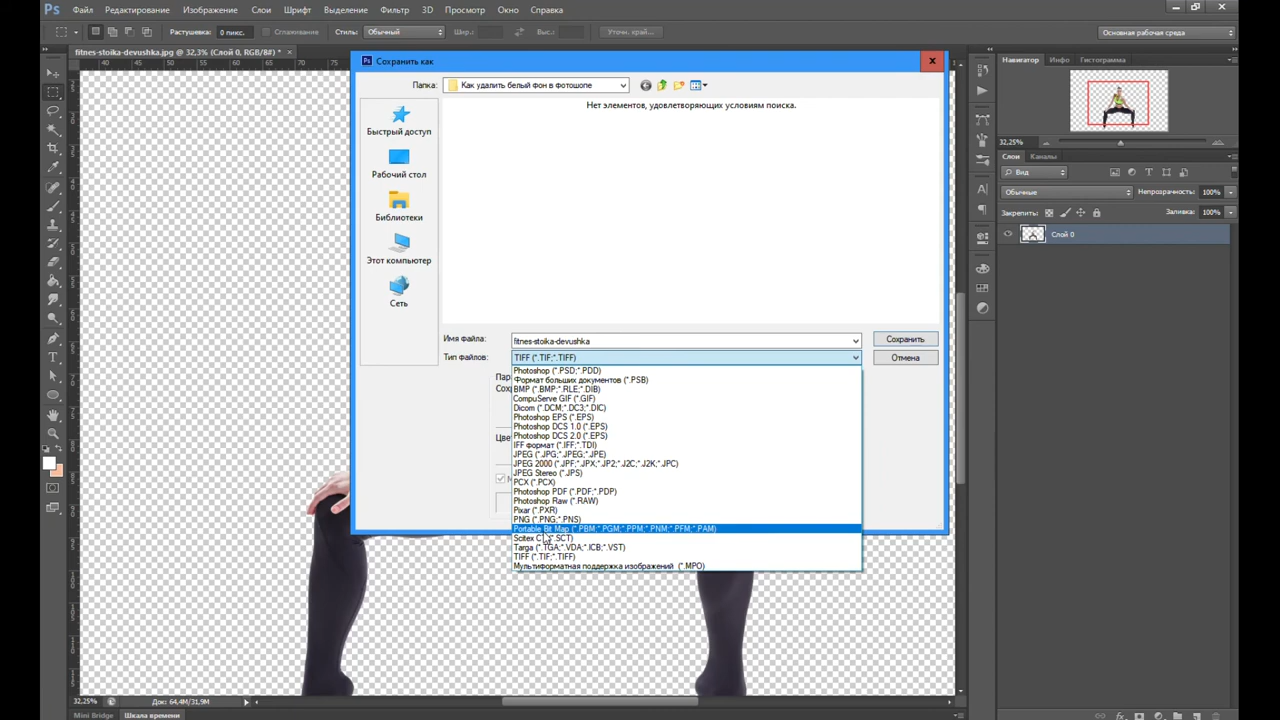 Ps Файл Редактирование Изображение Слои Шрифт Выделение Фильтр 3D Просмотр Окно Справка
Растушевка: 0 пикс. Сглаживание Стиль: Обычный Шир.: Выс.: Уточн. край... Основная рабочая среда
fitnes-stoika-devushka.jpg @ 32,3% (Слой 0, RGB/8#) * ×
Сохранить как
Папка: Как удалить белый фон в фотошопе
Нет элементов, удовлетворяющих условиям поиска.
Быстрый доступ
Рабочий стол
Библиотеки
Этот компьютер
Сеть
Имя файла: fitnes-stoika-devushka Сохранить
Тип файлов: TIFF (*.TIF;*.TIFF) Отмена
Photoshop (*.PSD;*.PDD)
Формат больших документов (*.PSB)
BMP (*.BMP;*.RLE;*.DIB)
CompuServe GIF (*.GIF)
Dicom (*.DCM;*.DC3;*.DIC)
Photoshop EPS (*.EPS)
Photoshop DCS 1.0 (*.EPS)
Photoshop DCS 2.0 (*.EPS)
IFF формат (*.IFF;*.TDI)
JPEG (*.JPG;*.JPEG;*.JPE)
JPEG 2000 (*.JPF;*.JPX;*.JP2;*.J2C;*.J2K;*.JPC)
JPEG Stereo (*.JPS)
PCX (*.PCX)
Photoshop PDF (*.PDF;*.PDP)
Photoshop Raw (*.RAW)
Pixar (*.PXR)
PNG (*.PNG;*.PNS)
Portable Bit Map (*.PBM;*.PGM;*.PPM;*.PNM;*.PFM;*.PAM)
Scitex *.SCT)
Targa (*.TGA;*.VDA;*.ICB;*.VST)
TIFF (*.TIF;*.TIFF)
Мультиформатная поддержка изображений (*.MPO)
Навигатор Инфо Гистограмма
32,25%
Слои Каналы
Вид
Обычные Непрозрачность: 100%
Закрепить: Заливка: 100%
Слой 0
32,25% Док: 64,4M/31,9M
Mini Bridge Шкала времени